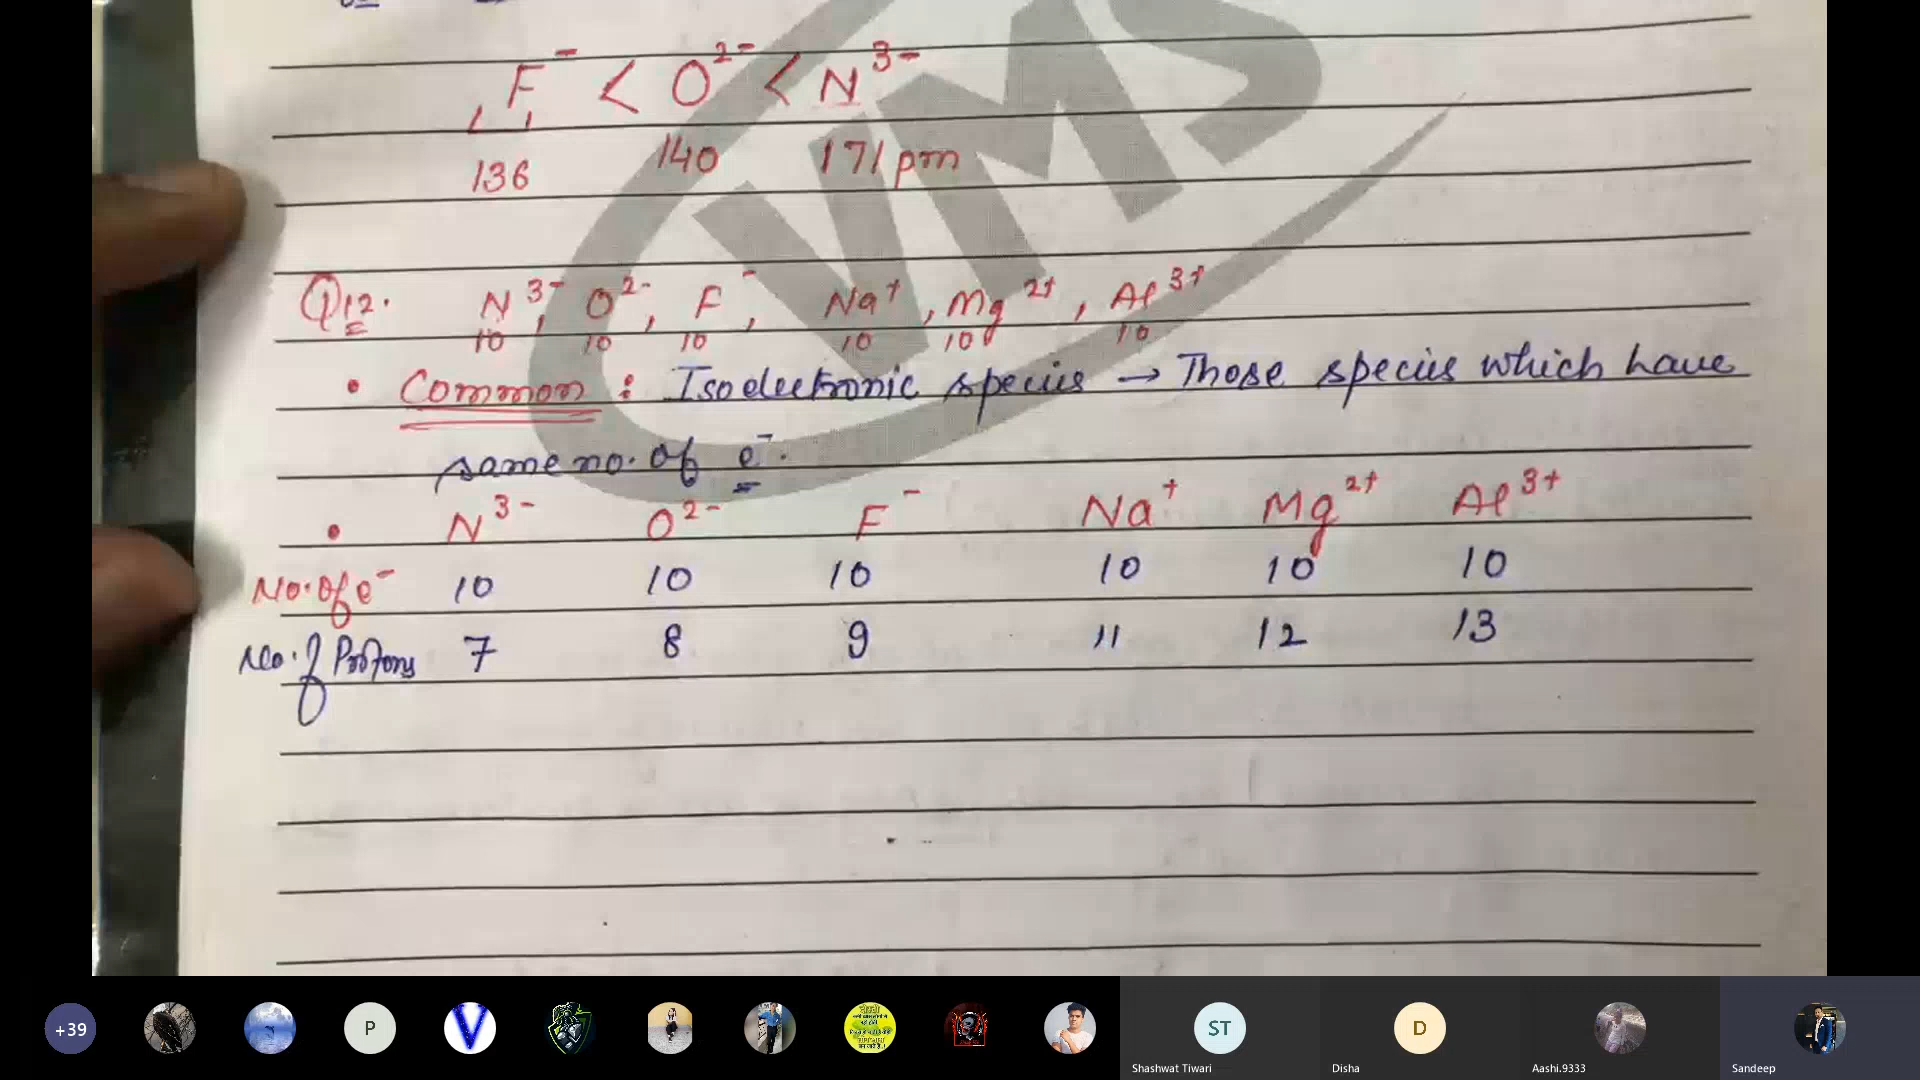 F⁻ < O²⁻ < N³⁻
136 140 171 pm
VMS
Q12. N³⁻, O²⁻, F⁻, Na⁺, Mg²⁺, Al³⁺
10 10 10 10 10 10
• Common : Isoelectronic species → Those species which have
same no. of e⁻.
• N³⁻ O²⁻ F⁻ Na⁺ Mg²⁺ Al³⁺
No. of e⁻ 10 10 10 10 10 10
No. of Protons 7 8 9 11 12 13
+39 P V ST D
Shashwat Tiwari Disha Aashi.9333 Sandeep